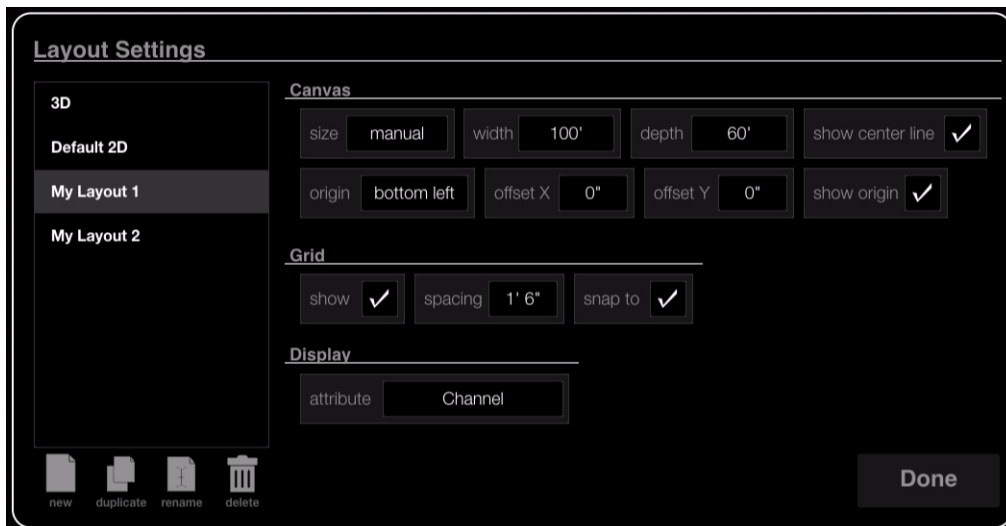 Layout Settings
3D
Default 2D
My Layout 1
My Layout 2
new duplicate rename delete
Canvas
size manual width 100' depth 60' show center line
origin bottom left offset X 0" offset Y 0" show origin
Grid
show spacing 1' 6" snap to
Display
attribute Channel
Done